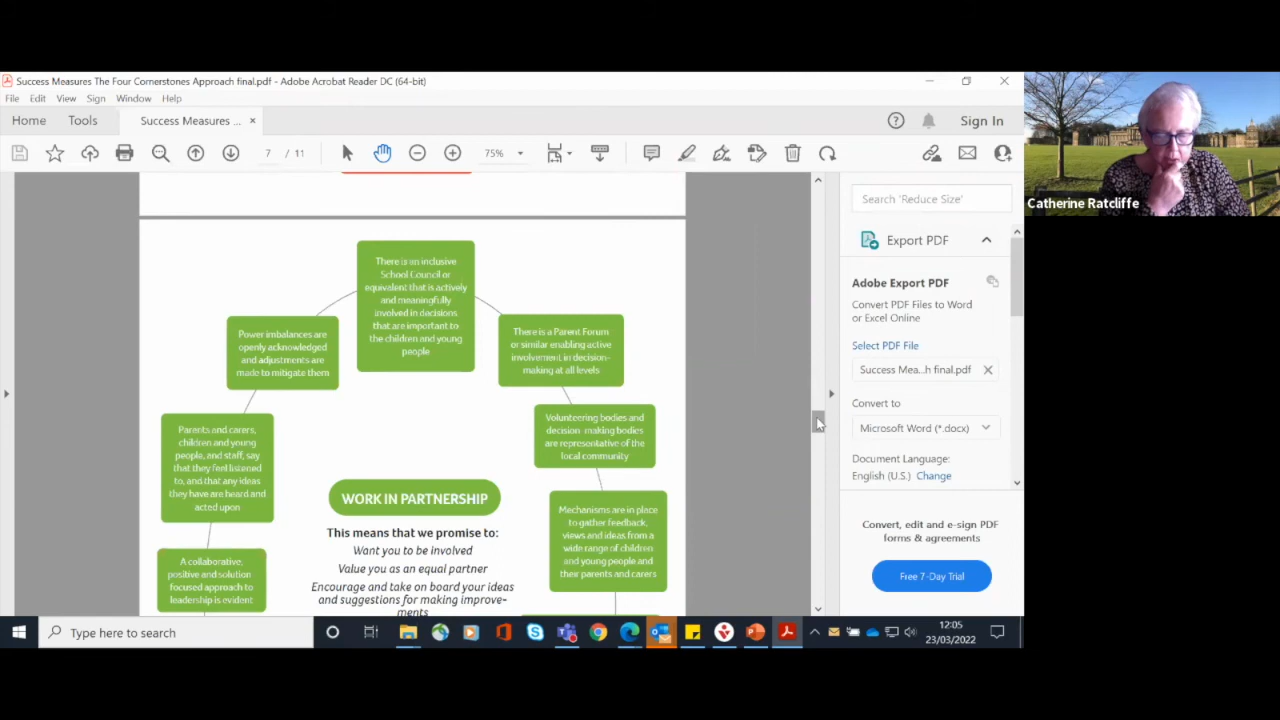 Success Measures The Four Cornerstones Approach final.pdf - Adobe Acrobat Reader DC (64-bit)
File Edit View Sign Window Help
Home Tools Success Measures ... × Sign In
7 / 11 75%
There is an inclusive
School Council or
equivalent that is actively
and meaningfully
involved in decisions
that are important to
the children and young
people
Power imbalances are
openly acknowledged
and adjustments are
made to mitigate them
There is a Parent Forum
or similar enabling active
involvement in decision-
making at all levels
Parents and carers,
children and young
people, and staff, say
that they feel listened
to, and that any ideas
they have are heard and
acted upon
Volunteering bodies and
decision-making bodies
are representative of the
local community
WORK IN PARTNERSHIP
This means that we promise to:
Want you to be involved
Value you as an equal partner
Encourage and take on board your ideas
and suggestions for making improve-
ments
Mechanisms are in place
to gather feedback,
views and ideas from a
wide range of children
and young people and
their parents and carers
A collaborative,
positive and solution
focused approach to
leadership is evident
Search 'Reduce Size'
Export PDF
Adobe Export PDF
Convert PDF Files to Word
or Excel Online
Select PDF File
Success Mea...h final.pdf
Convert to
Microsoft Word (*.docx)
Document Language:
English (U.S.) Change
Convert, edit and e-sign PDF
forms & agreements
Free 7-Day Trial
Type here to search
12:05
23/03/2022
Catherine Ratcliffe